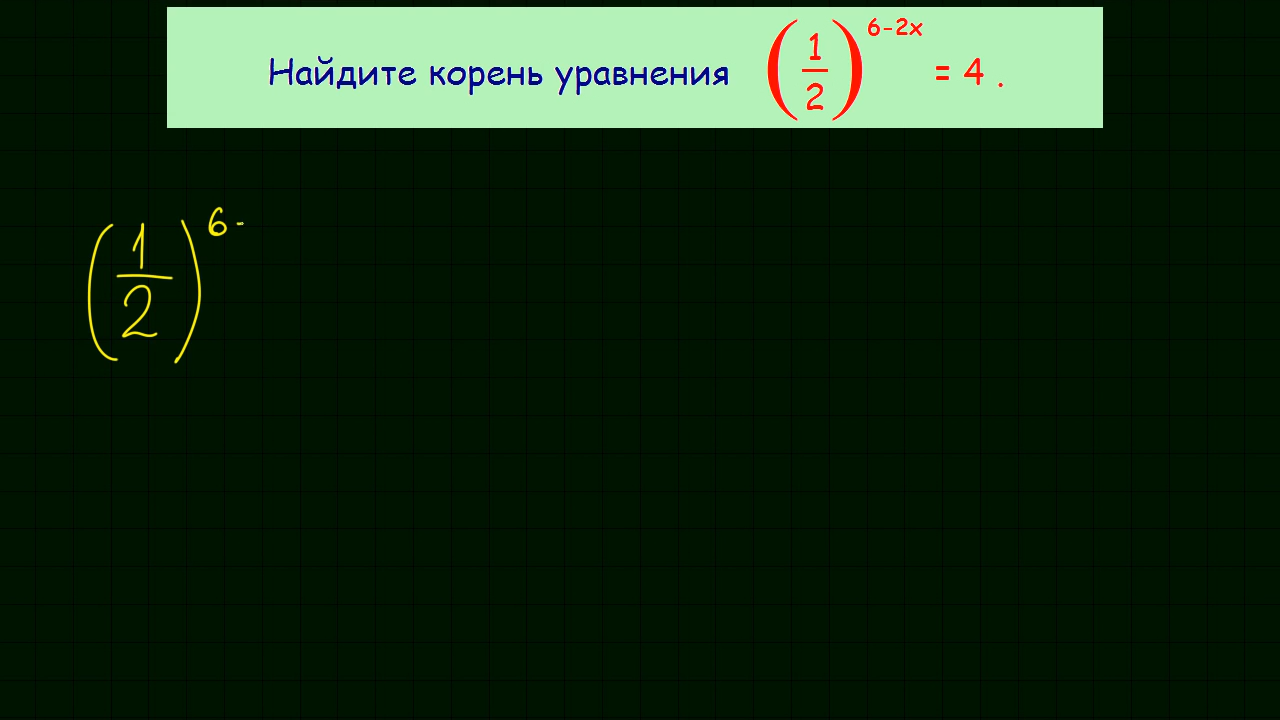 Найдите корень уравнения (1/2)^(6-2x) = 4 .
(1/2)^(6-